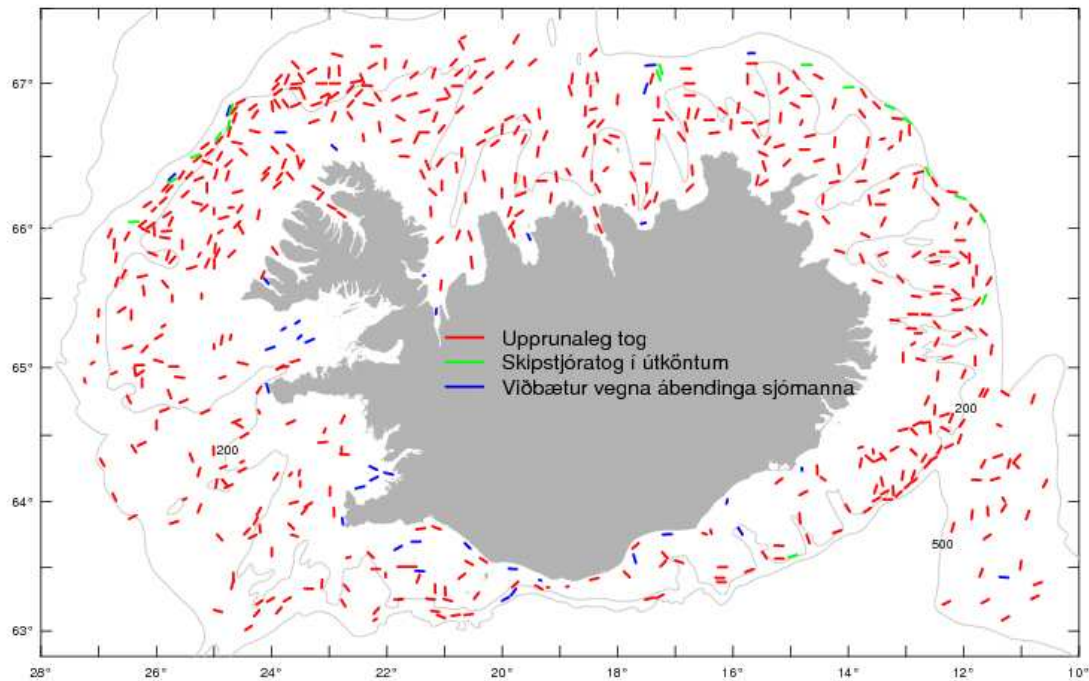 67°
66°
Upprunaleg tog
Skipstjóratog í útköntum
Viðbætur vegna ábendinga sjómanna
65°
200
200
64°
500
63°
28° 26° 24° 22° 20° 18° 16° 14° 12° 10°